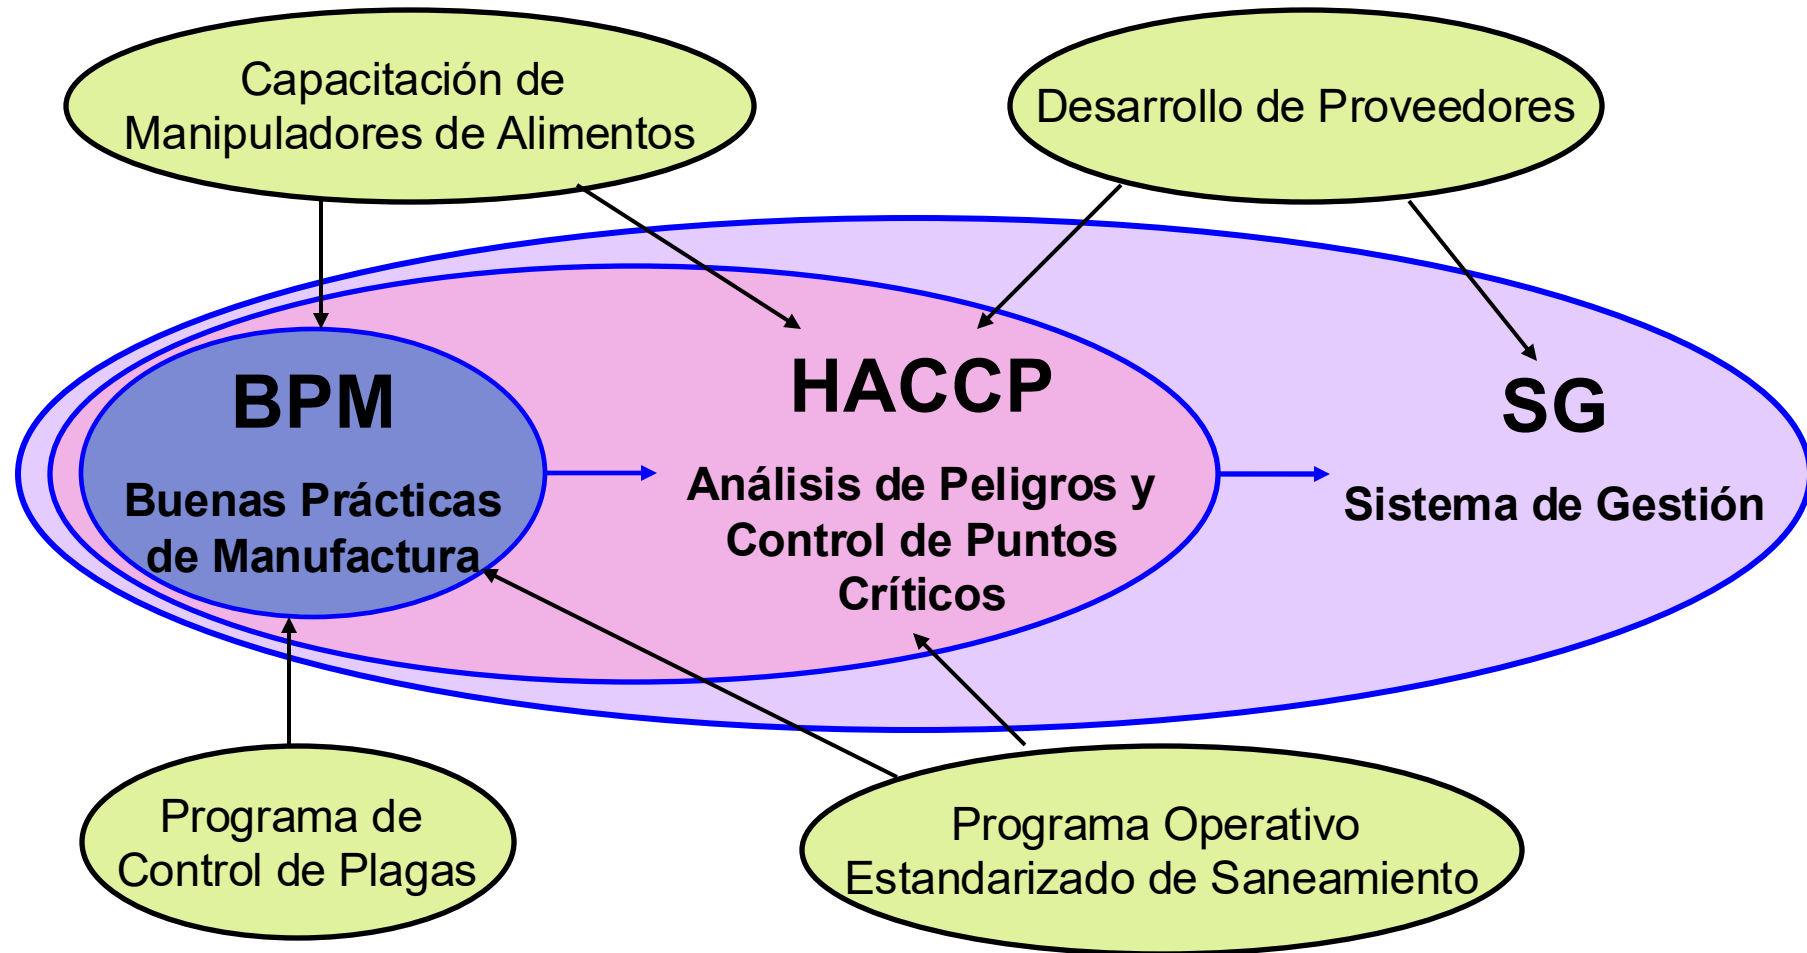 Capacitación de
Manipuladores de Alimentos
Desarrollo de Proveedores
BPM
Buenas Prácticas
de Manufactura
HACCP
Análisis de Peligros y
Control de Puntos
Críticos
SG
Sistema de Gestión
Programa de
Control de Plagas
Programa Operativo
Estandarizado de Saneamiento